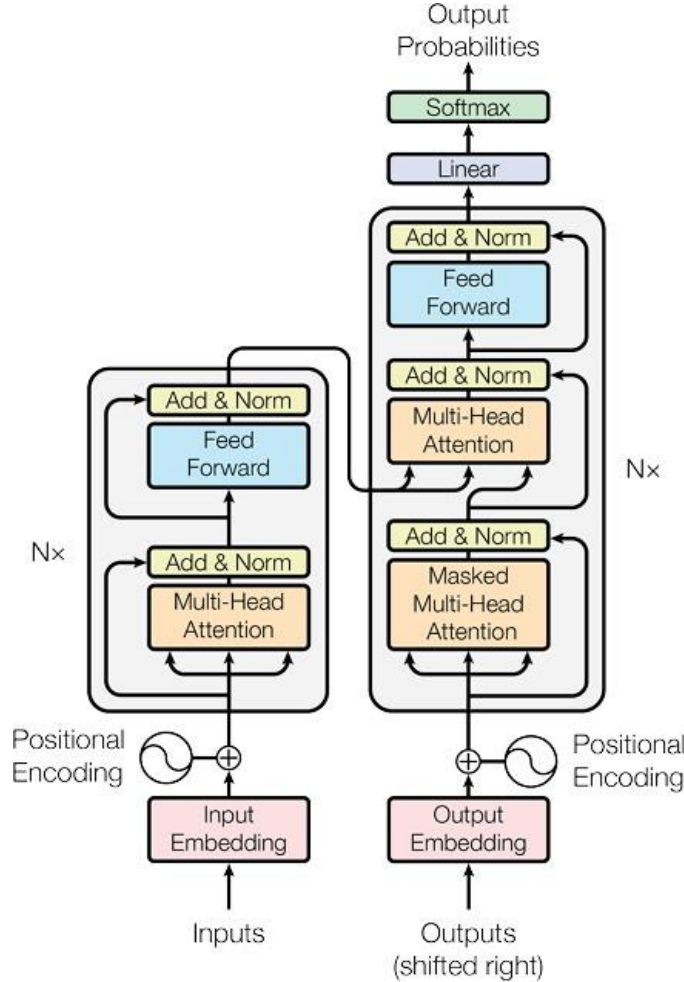 Output
Probabilities
Softmax
Linear
Add & Norm
Feed
Forward
Add & Norm
Multi-Head
Attention
Add & Norm
Masked
Multi-Head
Attention
N×
Add & Norm
Feed
Forward
Add & Norm
Multi-Head
Attention
N×
Positional
Encoding
Positional
Encoding
Input
Embedding
Output
Embedding
Inputs
Outputs
(shifted right)